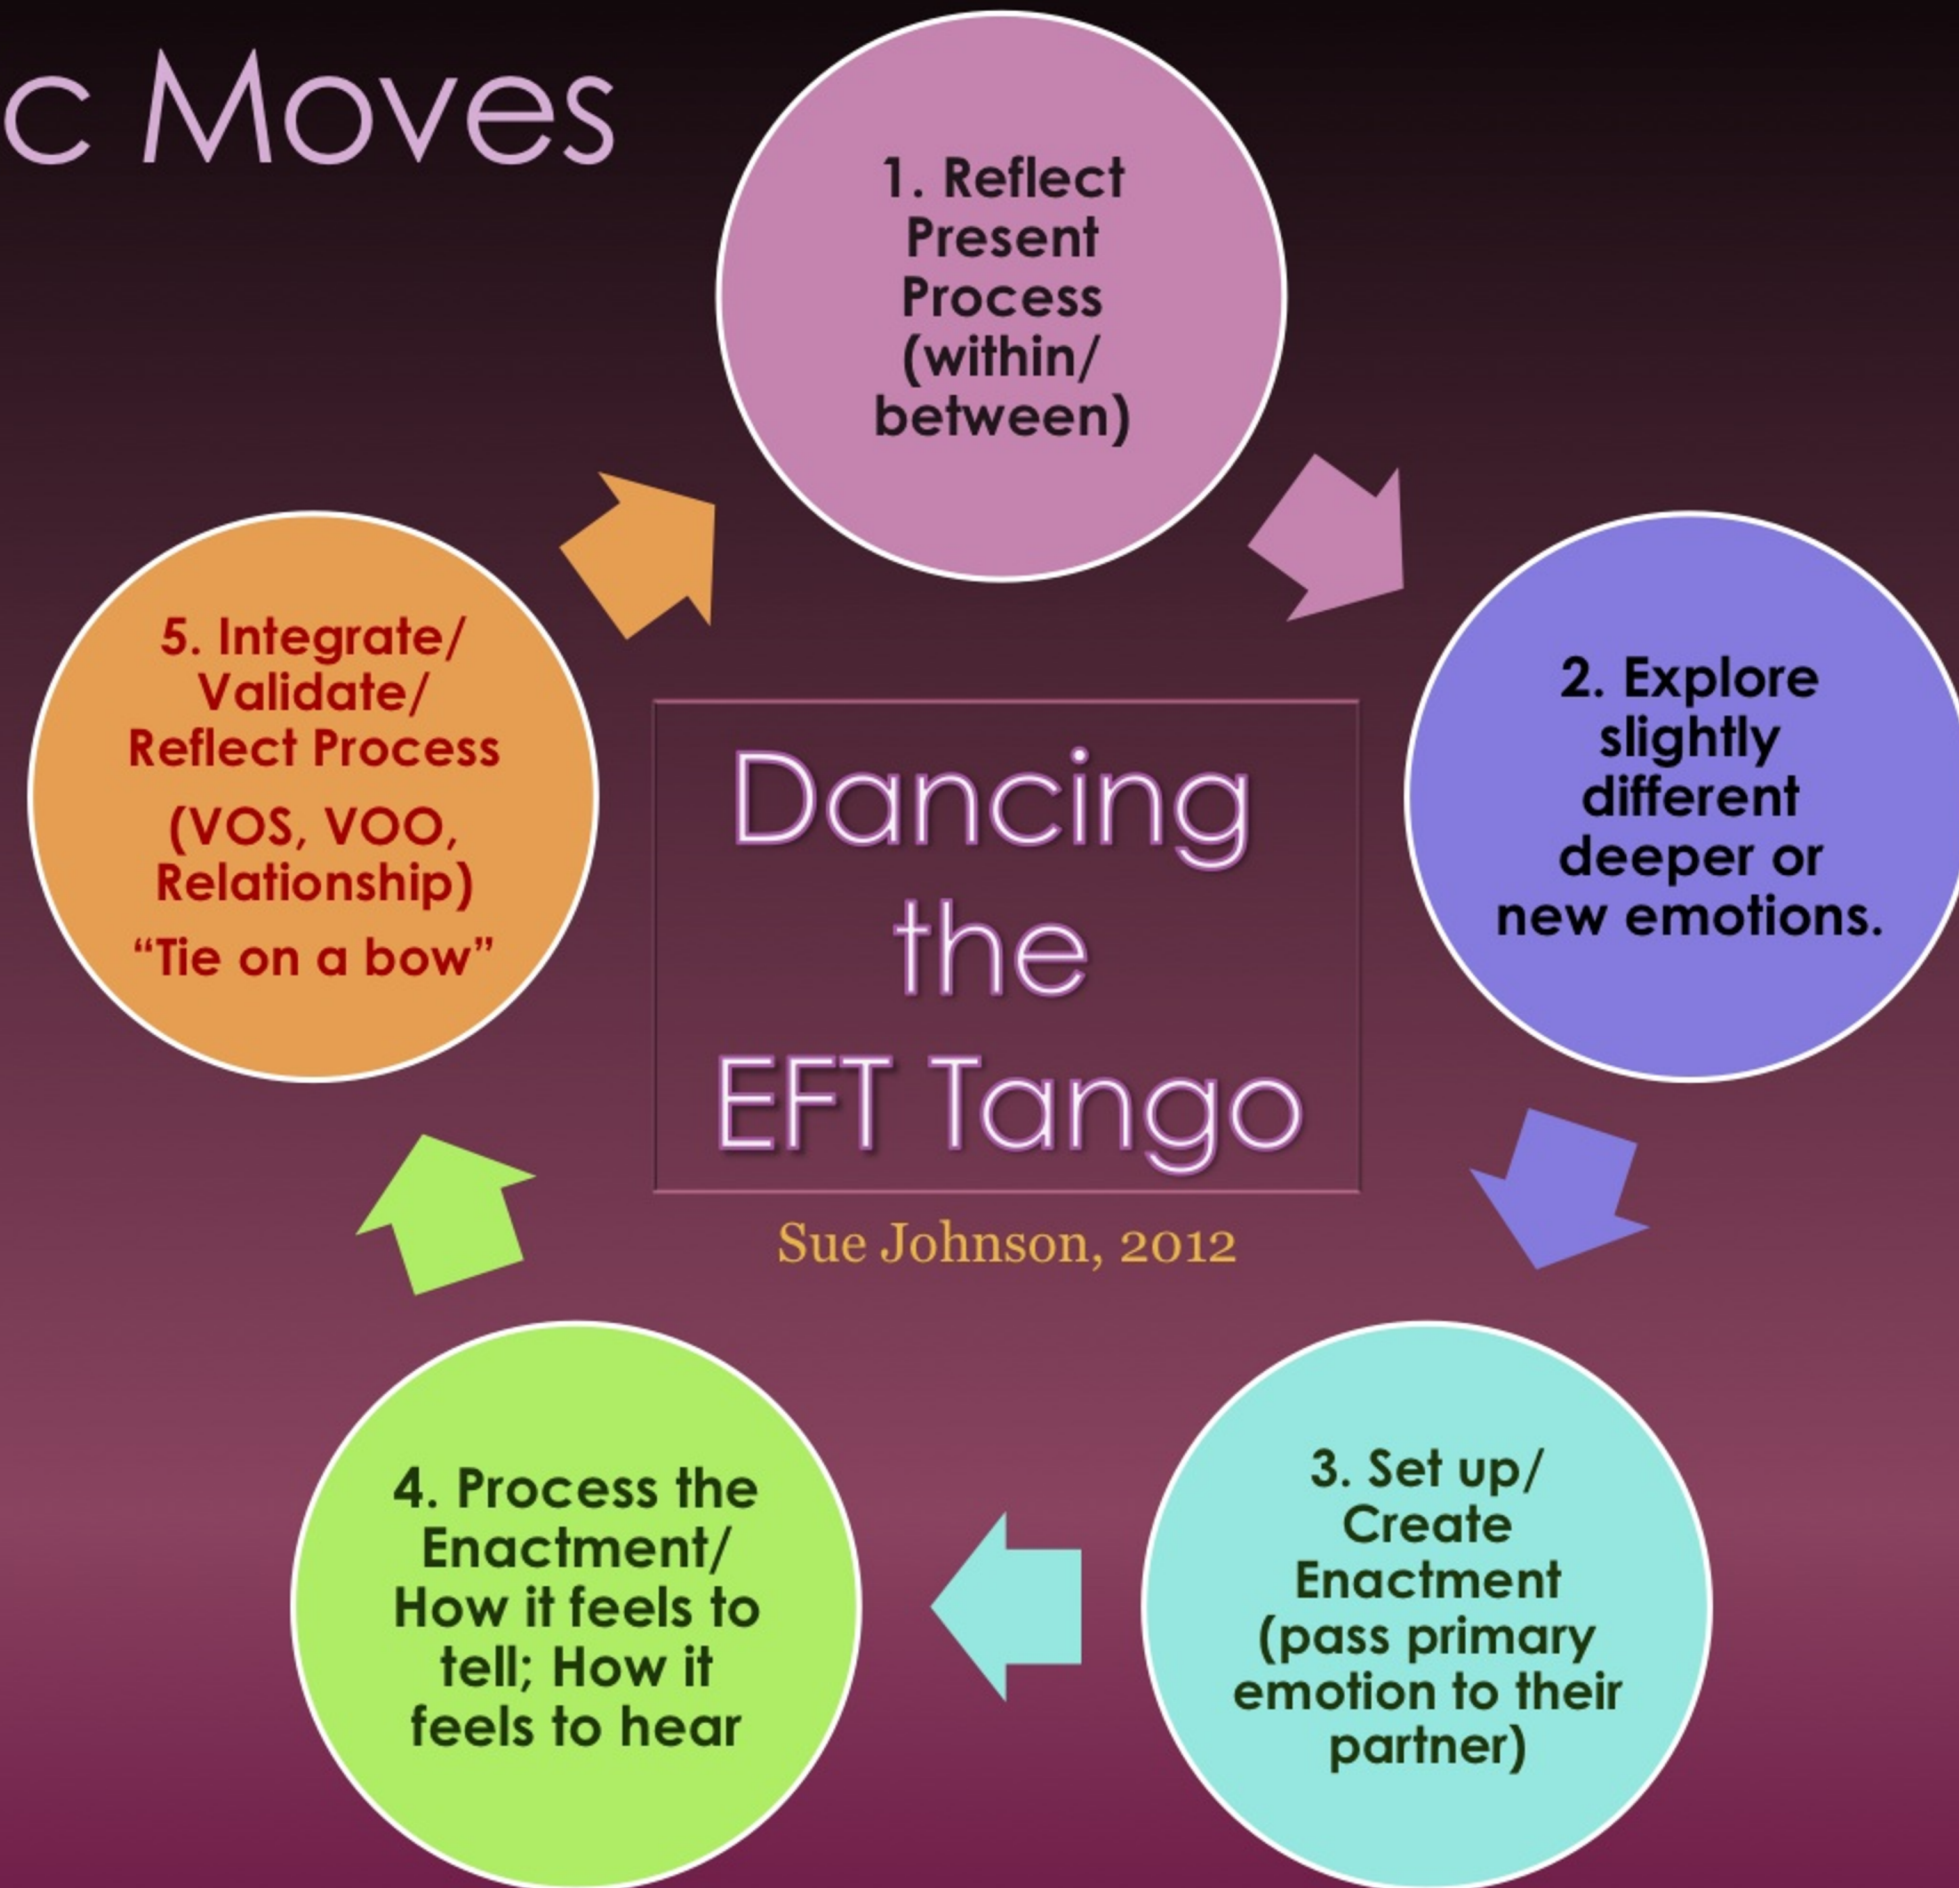 c Moves
1. Reflect
Present
Process
(within/
between)
2. Explore
slightly
different
deeper or
new emotions.
3. Set up/
Create
Enactment
(pass primary
emotion to their
partner)
4. Process the
Enactment/
How it feels to
tell; How it
feels to hear
5. Integrate/
Validate/
Reflect Process
(VOS, VOO,
Relationship)
“Tie on a bow”
Dancing
the
EFT Tango
Sue Johnson, 2012